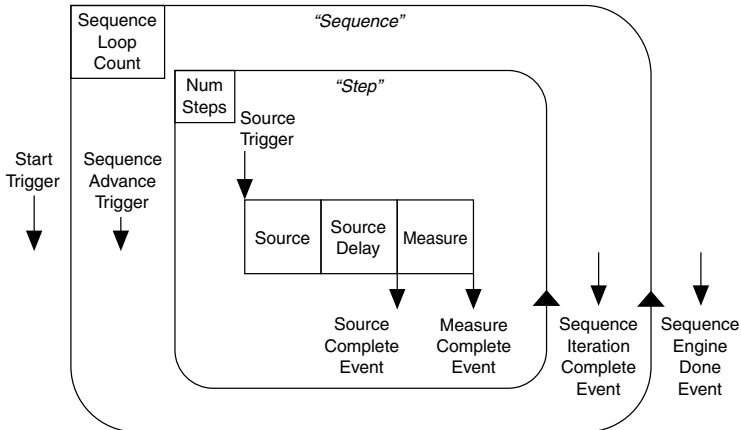 Sequence
Loop
Count
“Sequence”
Num
Steps
“Step”
Source
Trigger
Start
Trigger
Sequence
Advance
Trigger
Source
Source
Delay
Measure
Source
Complete
Event
Measure
Complete
Event
Sequence
Iteration
Complete
Event
Sequence
Engine
Done
Event